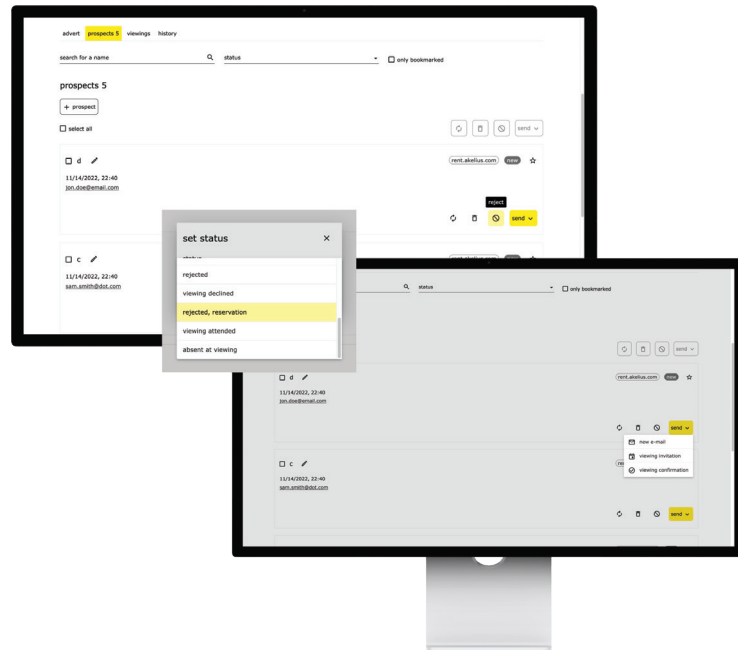 advert prospects 5 viewings history
search for a name status only bookmarked
prospects 5
+ prospect
select all send
d rent.akelius.com new
11/14/2022, 22:40
jon.doe@email.com
reject
send
c
11/14/2022, 22:40
sam.smith@dot.com
set status
rejected
viewing declined
rejected, reservation
viewing attended
absent at viewing
status only bookmarked
send
d rent.akelius.com new
11/14/2022, 22:40
jon.doe@email.com
send
new e-mail
viewing invitation
viewing confirmation
c
11/14/2022, 22:40
sam.smith@dot.com
send